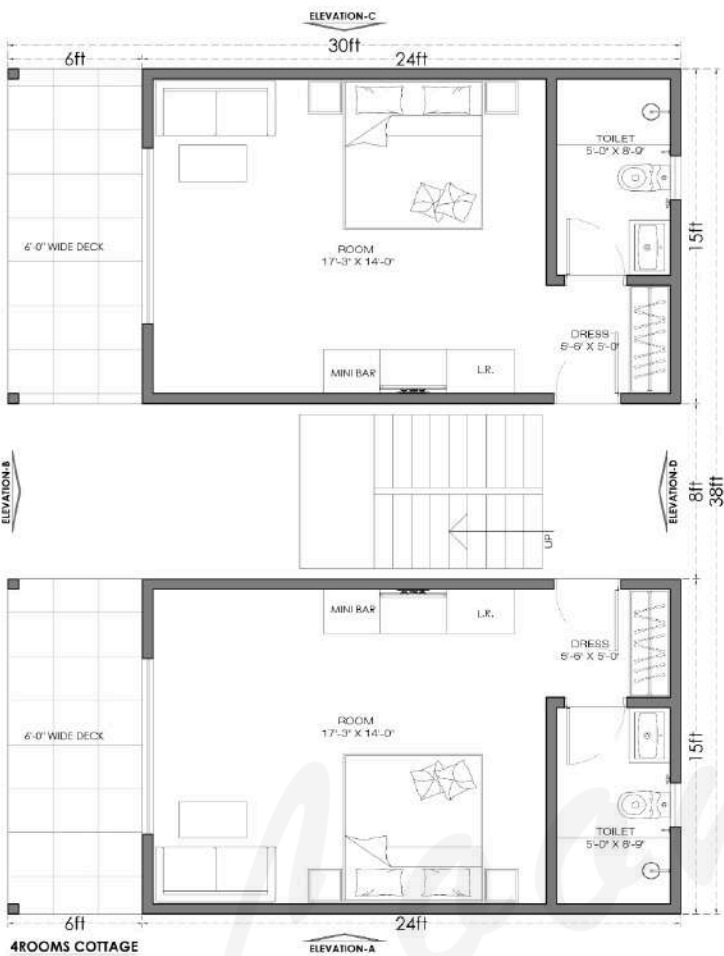 ELEVATION-C
30ft
6ft
24ft
TOILET
5'-0" X 8'-9"
6'-0" WIDE DECK
ROOM
17'-3" X 14'-0"
15ft
DRESS
5'-6" X 5'-0"
MINI BAR
L.R.
ELEVATION-B
UP
ELEVATION-D
8ft
38ft
MINI BAR
L.R.
DRESS
5'-6" X 5'-0"
ROOM
17'-3" X 14'-0"
6'-0" WIDE DECK
15ft
TOILET
5'-0" X 8'-9"
6ft
24ft
4ROOMS COTTAGE
ELEVATION-A